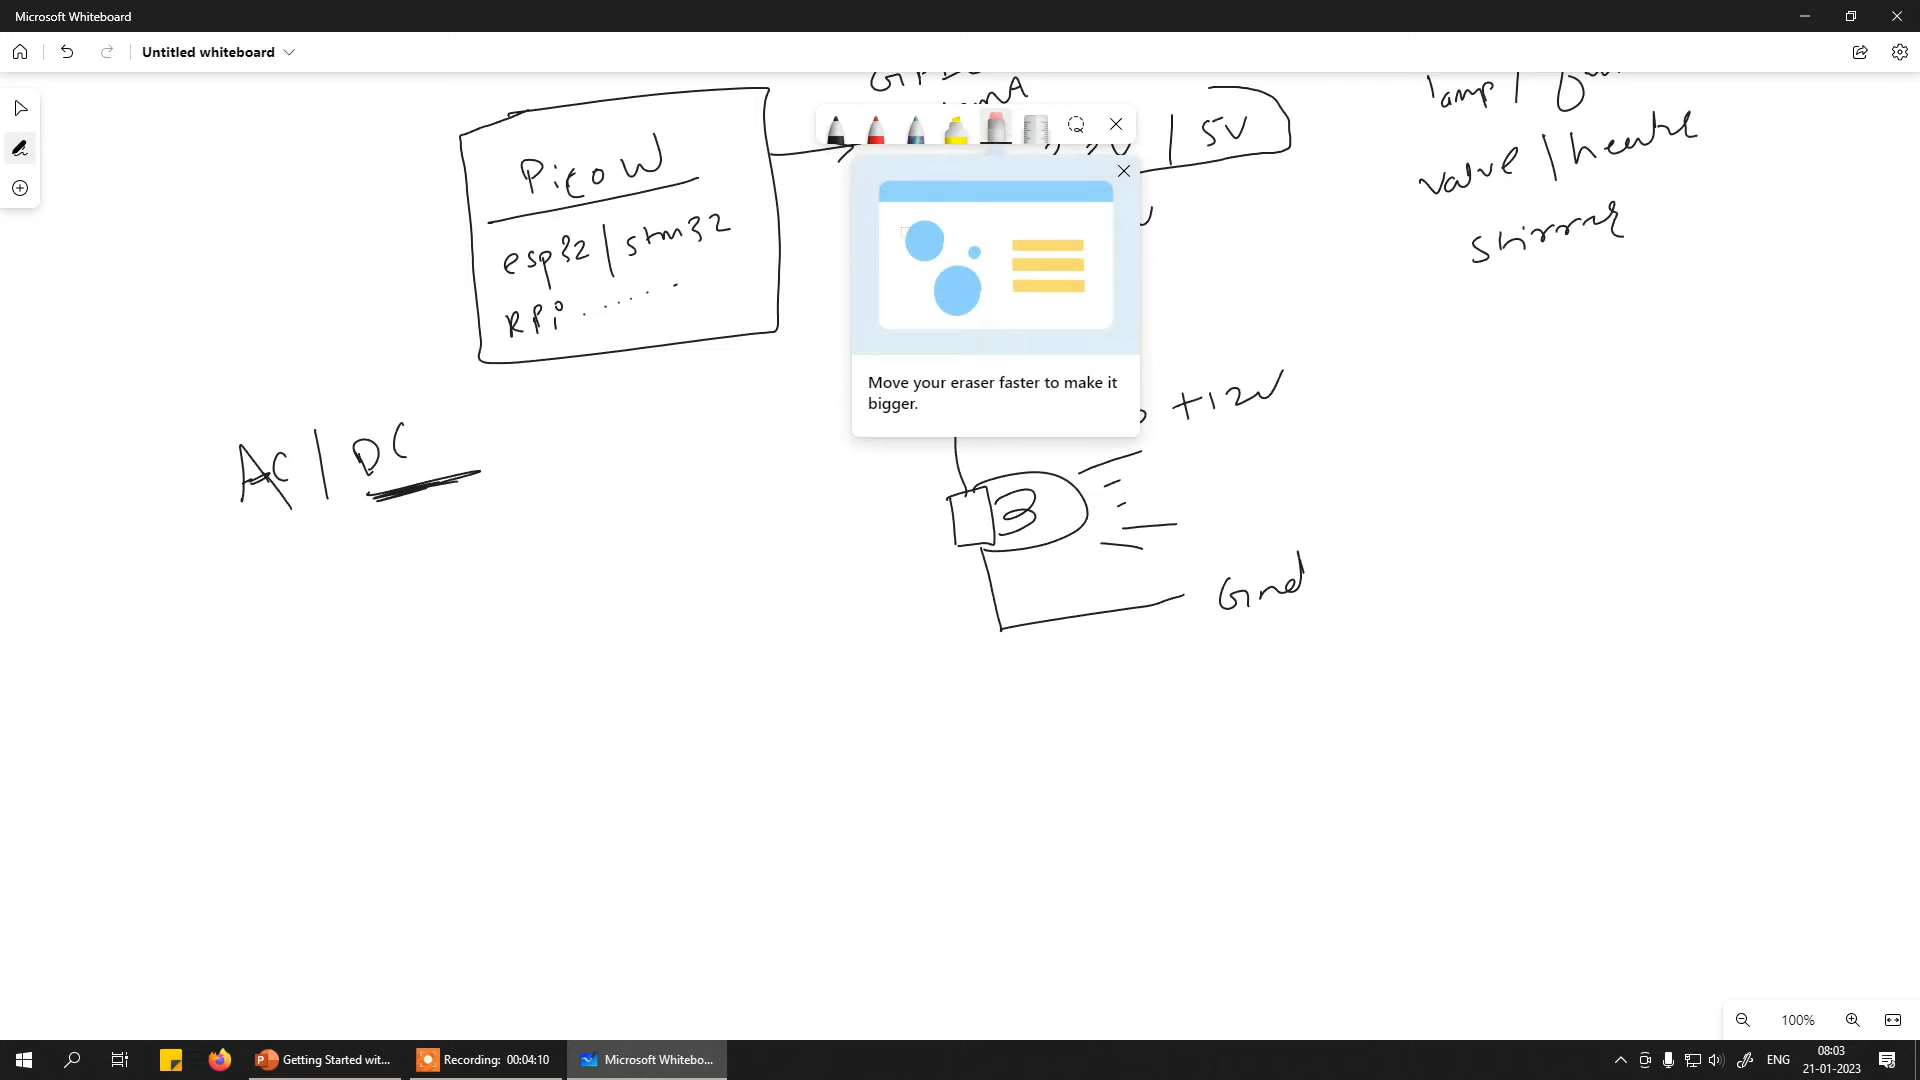 Microsoft Whiteboard
Untitled whiteboard
Pico W
esp32 / stm32
RPi ......
| 5V
lamp /
valve / heater
Move your eraser faster to make it
bigger.
+12V
AC / DC
Gnd
100%
Getting Started wit...
Recording: 00:04:10
Microsoft Whitebo...
ENG
08:03
21-01-2023